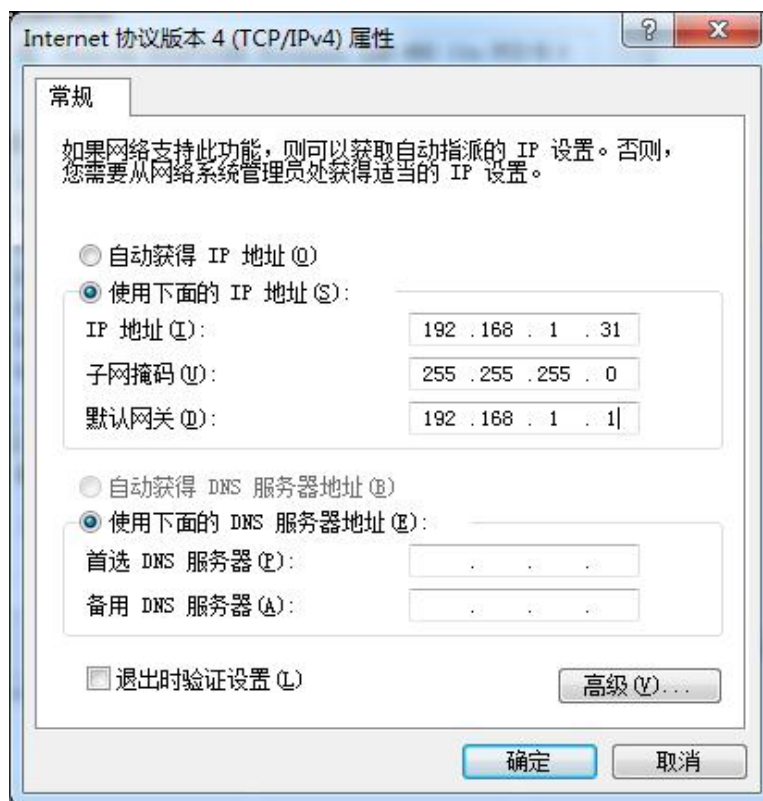 Internet 协议版本 4 (TCP/IPv4) 属性
常规
如果网络支持此功能，则可以获取自动指派的 IP 设置。否则，
您需要从网络系统管理员处获得适当的 IP 设置。
自动获得 IP 地址(O)
使用下面的 IP 地址(S):
IP 地址(I): 192 .168 . 1 . 31
子网掩码(U): 255 .255 .255 . 0
默认网关(D): 192 .168 . 1 . 1
自动获得 DNS 服务器地址(B)
使用下面的 DNS 服务器地址(E):
首选 DNS 服务器(P): . . .
备用 DNS 服务器(A): . . .
退出时验证设置(L)
高级(V)...
确定 取消